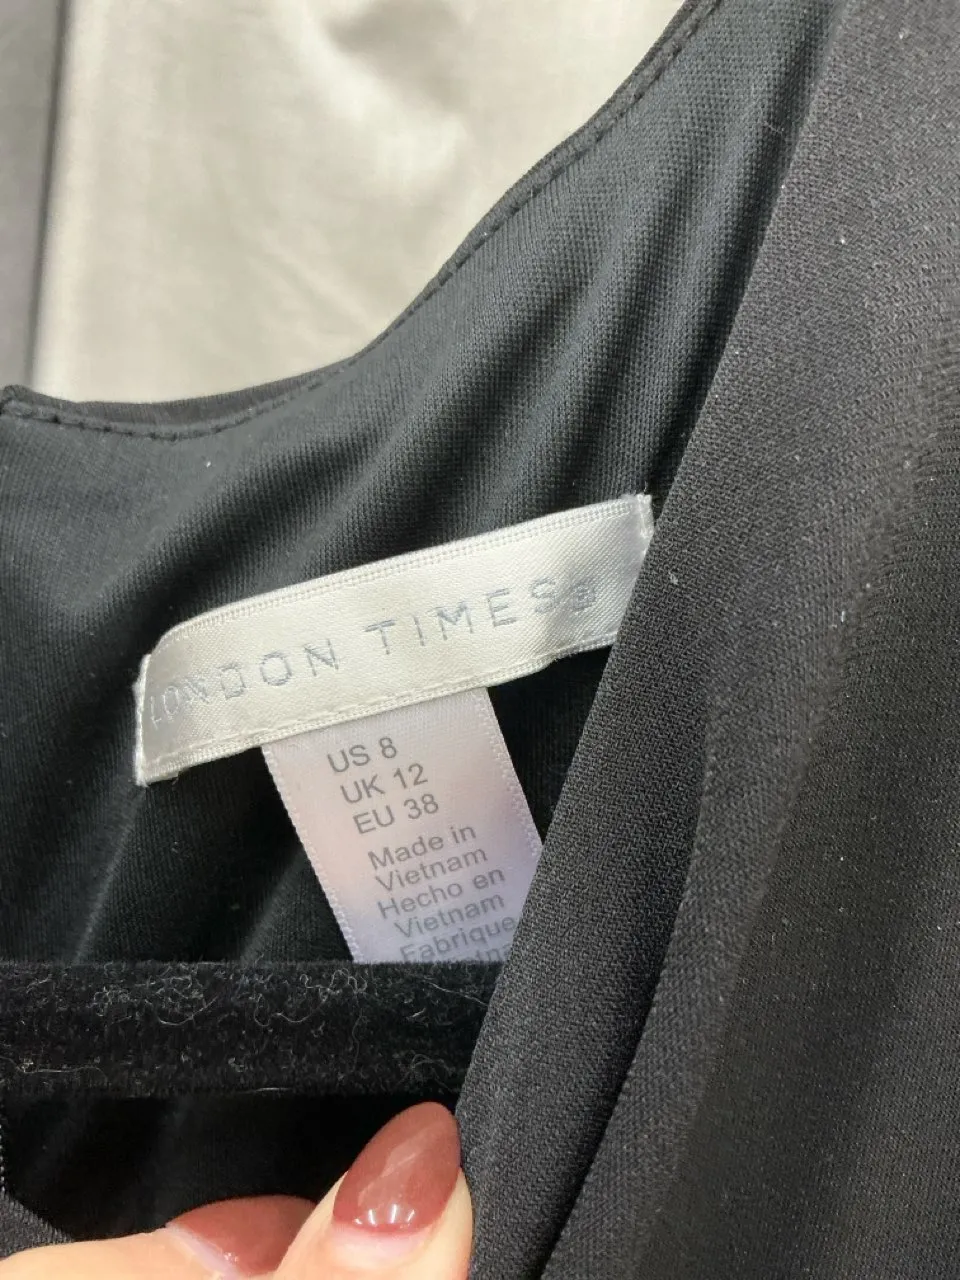 LONDON TIMES®
US 8
UK 12
EU 38
Made in
Vietnam
Hecho en
Vietnam
Fabrique